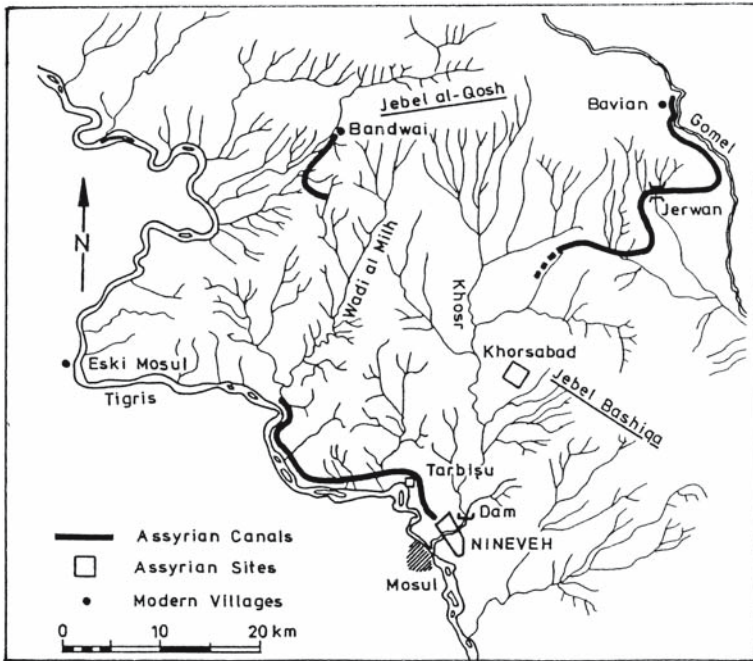 Jebel al-Qosh
Bavian
Bandwai
Gomel
Jerwan
N
Wadi al Milh
Khosr
Khorsabad
Eski Mosul
Tigris
Jebel Bashiqa
Tarbişu
Dam
NINEVEH
Mosul
Assyrian Canals
Assyrian Sites
Modern Villages
0 10 20 km